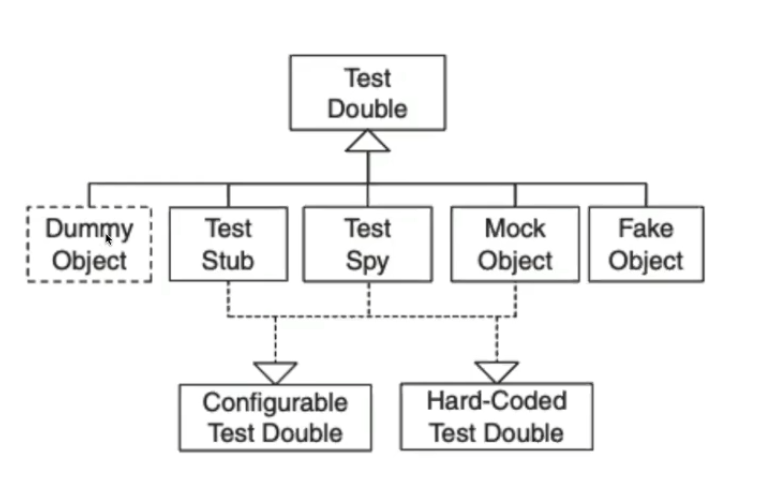 Test
Double
Dummy
Object
Test
Stub
Test
Spy
Mock
Object
Fake
Object
Configurable
Test Double
Hard-Coded
Test Double